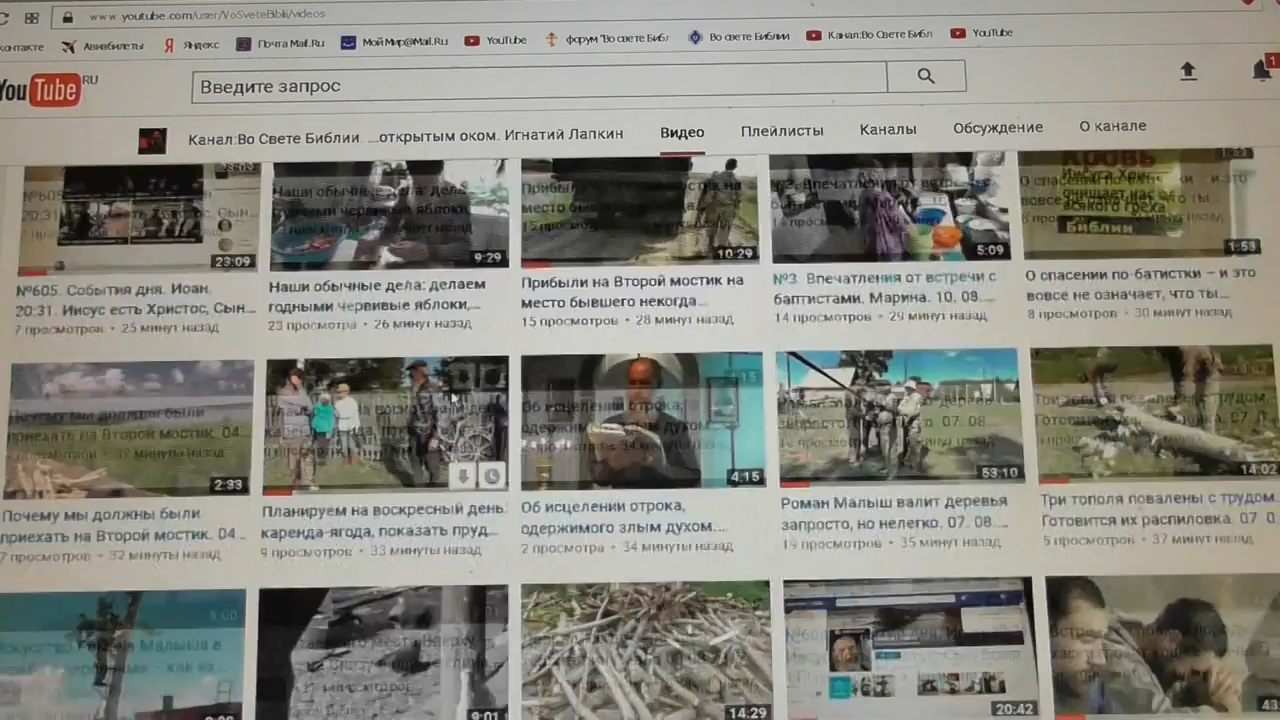 www.youtube.com/user/VoSveteBibli/videos
контакте Авиабилеты Яндекс Почта Mail.Ru МойМир@Mail.Ru YouTube форум "Во свете Библ Во свете Библии Канал:Во Свете Библ YouTube
You Tube RU
Введите запрос
1
Канал:Во Свете Библии. ...открытым оком. Игнатий Лапкин Видео Плейлисты Каналы Обсуждение О канале
23:09 9:29 10:29 5:09 1:53
№605. События дня. Иоан.
20:31. Иисус есть Христос, Сын...
7 просмотров • 25 минут назад
Наши обычные дела: делаем
годными червивые яблоки,...
23 просмотра • 26 минут назад
Прибыли на Второй мостик на
место бывшего некогда...
15 просмотров • 28 минут назад
№3. Впечатления от встречи с
баптистами. Марина. 10. 08....
14 просмотров • 29 минут назад
О спасении по-батистки – и это
вовсе не означает, что ты...
8 просмотров • 30 минут назад
2:33 4:15 53:10 14:02
Почему мы должны были
приехать на Второй мостик. 04...
7 просмотров • 32 минуты назад
Планируем на воскресный день:
каренда-ягода, показать пруд...
9 просмотров • 33 минуты назад
Об исцелении отрока,
одержимого злым духом....
2 просмотра • 34 минуты назад
Роман Малыш валит деревья
запросто, но нелегко. 07. 08....
19 просмотров • 35 минут назад
Три тополя повалены с трудом.
Готовится их распиловка. 07. 0
5 просмотров • 37 минут назад
9:01 14:29 20:42 43